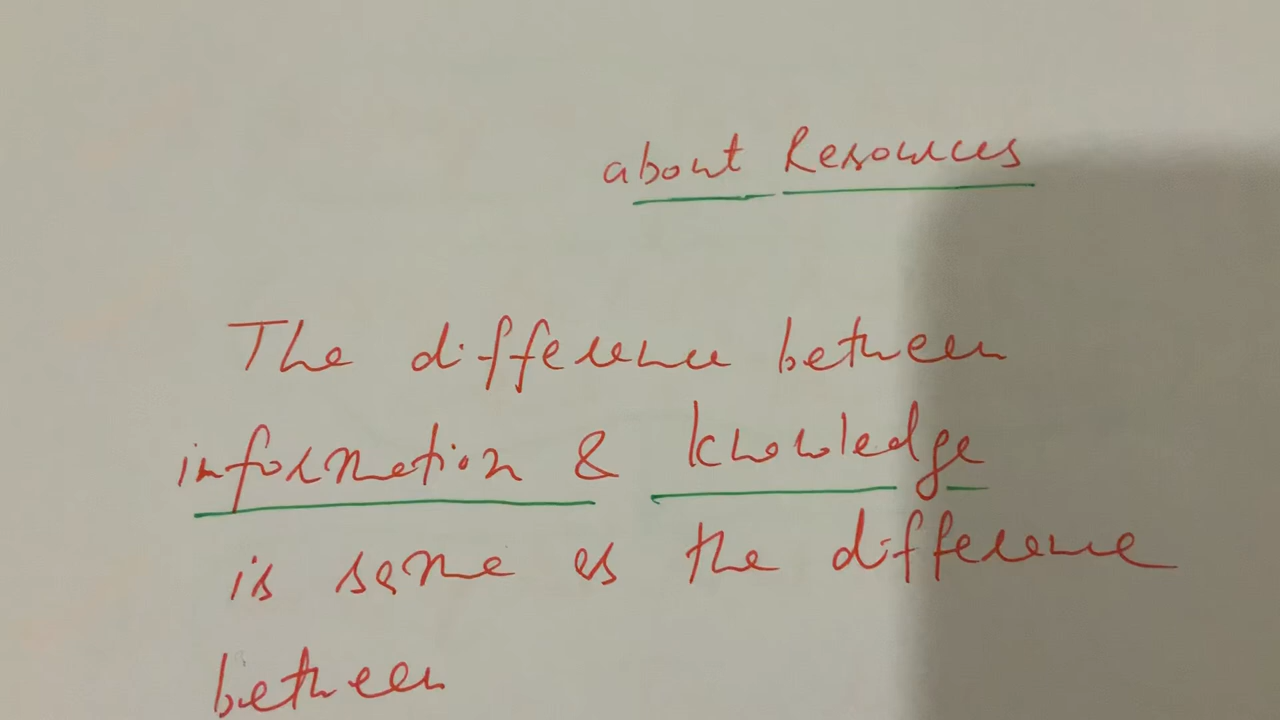 about Resources
The difference between
information & knowledge
is same as the difference
between